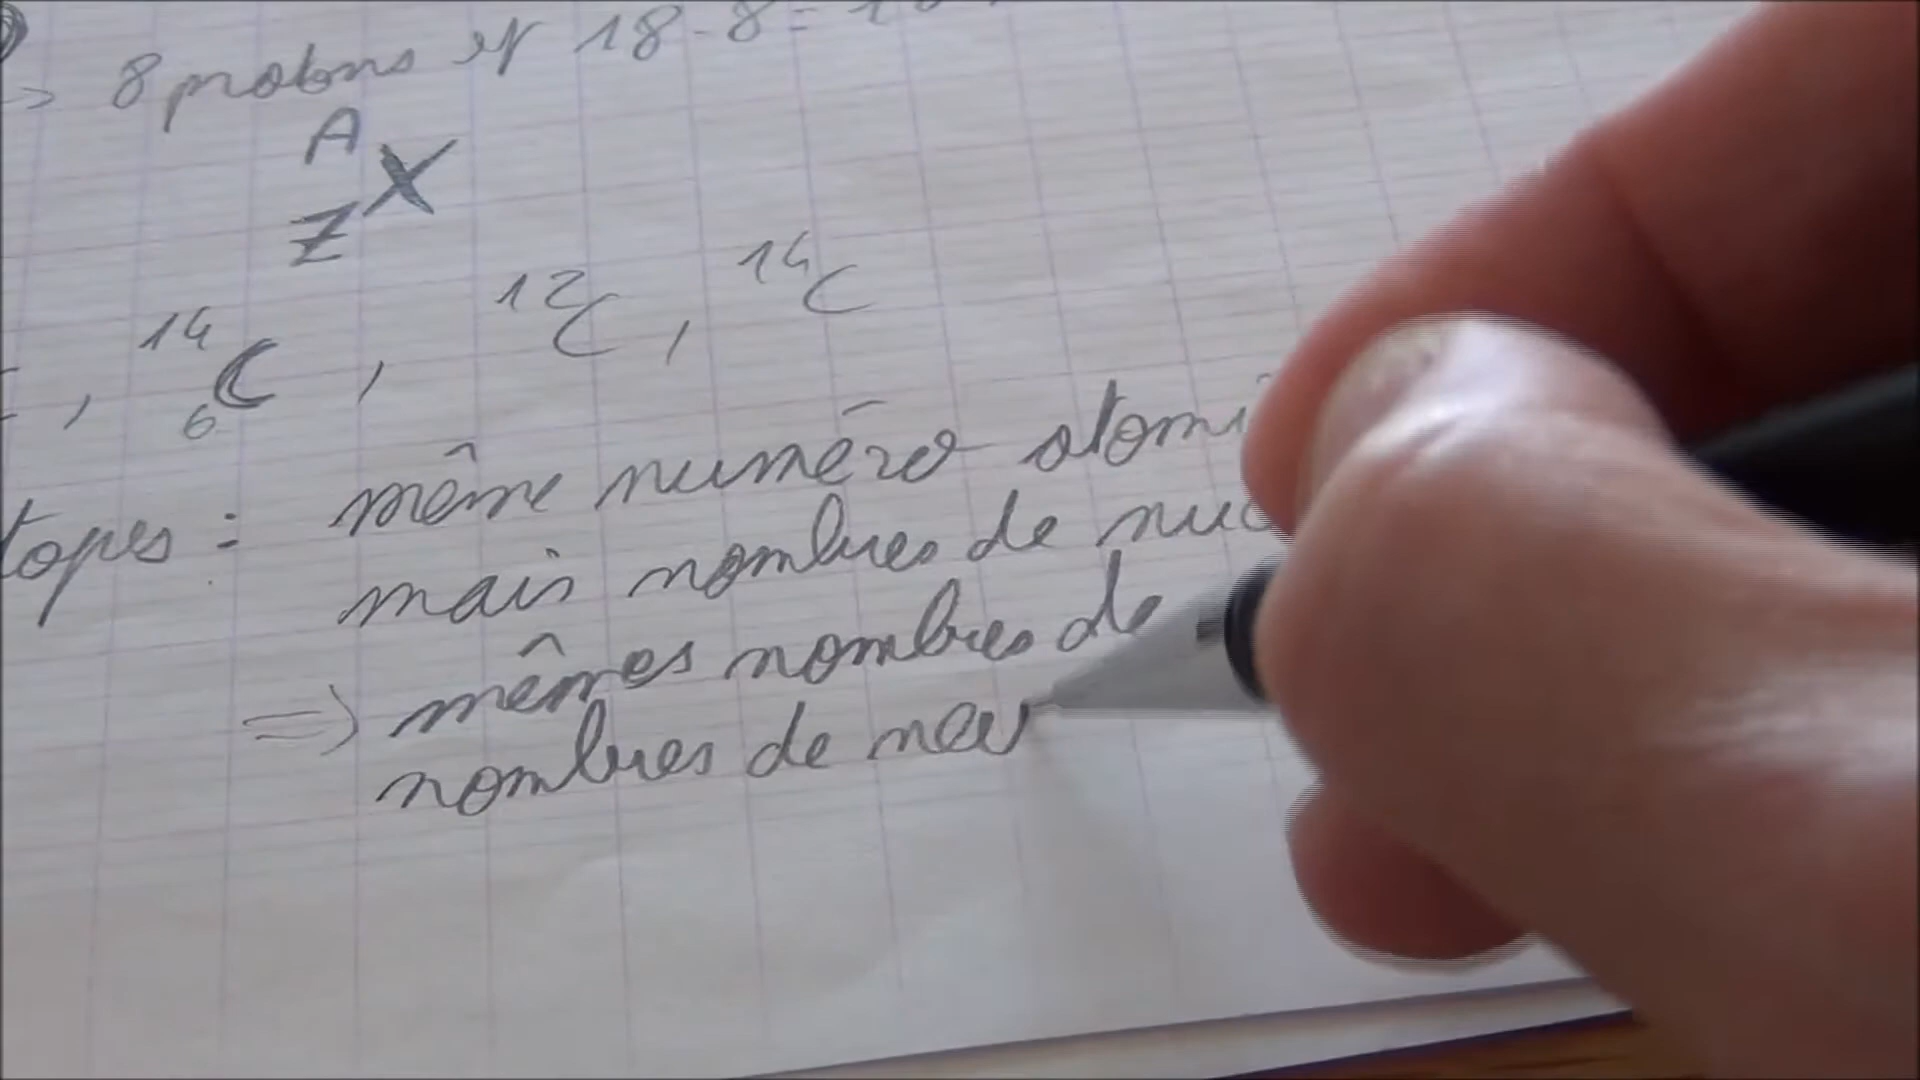 => 8 protons et 18-8=
A
Z X
, 14 6 C , 12 C , 14 C
topes : même numéro atomi
mais nombres de nuc
=> mêmes nombres de
nombres de neu